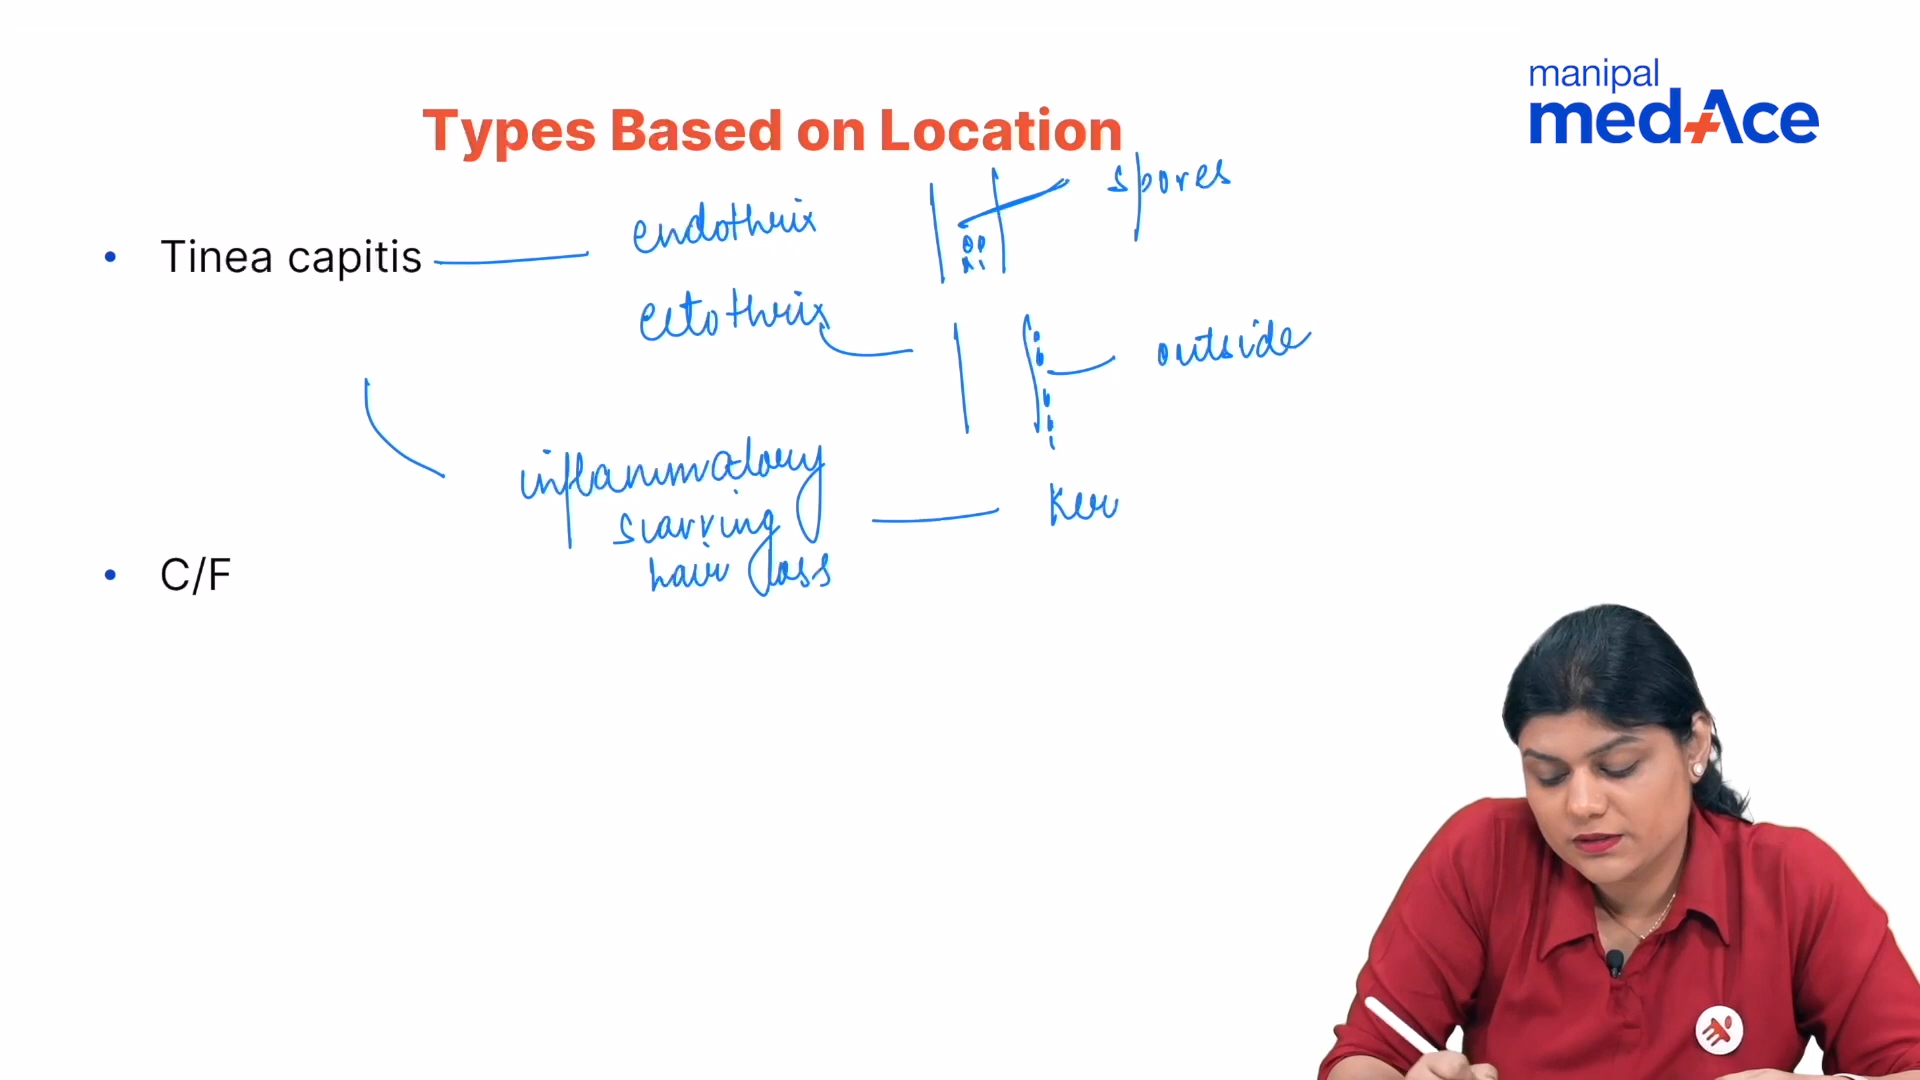 manipal
medAce
Types Based on Location
spores
endothrix
• Tinea capitis
ectothrix
outside
inflammatory
scarring
hair loss
Ker
• C/F